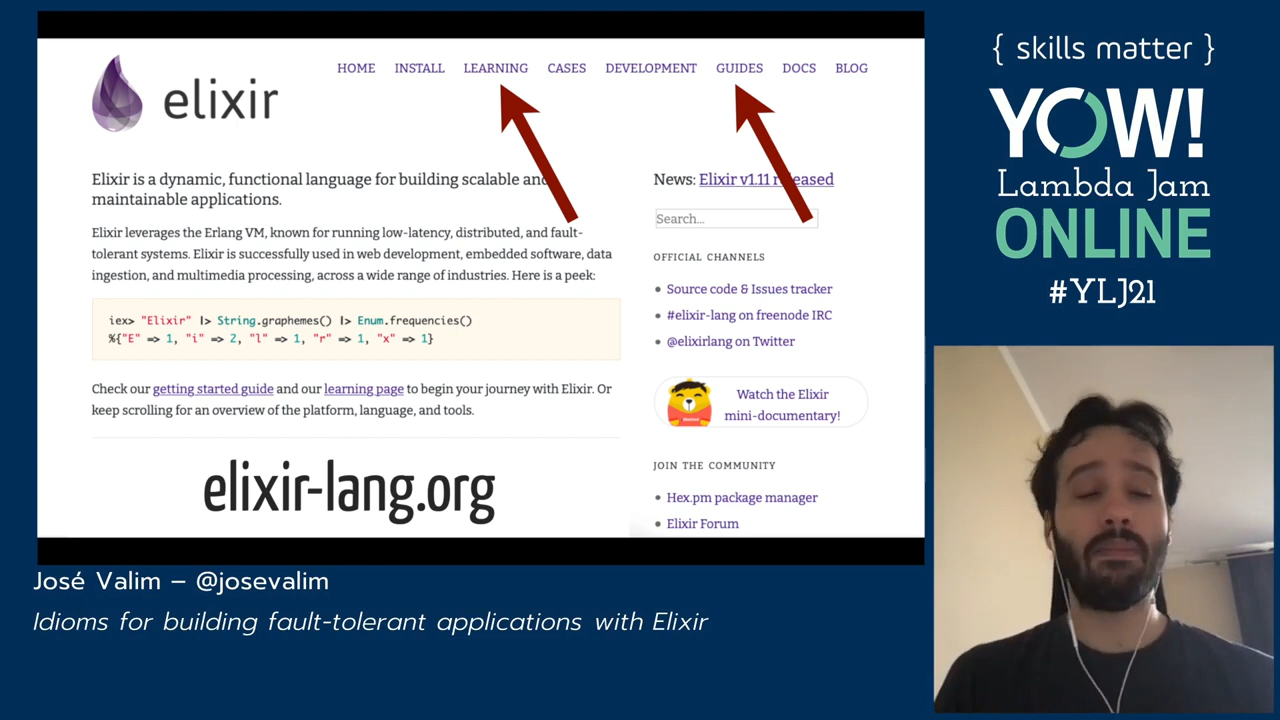 HOME INSTALL LEARNING CASES DEVELOPMENT GUIDES DOCS BLOG
elixir
Elixir is a dynamic, functional language for building scalable and
maintainable applications.
Elixir leverages the Erlang VM, known for running low-latency, distributed, and fault-
tolerant systems. Elixir is successfully used in web development, embedded software, data
ingestion, and multimedia processing, across a wide range of industries. Here is a peek:
iex> "Elixir" |> String.graphemes() |> Enum.frequencies()
%{"E" => 1, "i" => 2, "l" => 1, "r" => 1, "x" => 1}
Check our getting started guide and our learning page to begin your journey with Elixir. Or
keep scrolling for an overview of the platform, language, and tools.
elixir-lang.org
News: Elixir v1.11 released
Search...
OFFICIAL CHANNELS
Source code & Issues tracker
#elixir-lang on freenode IRC
@elixirlang on Twitter
Watch the Elixir
mini-documentary!
JOIN THE COMMUNITY
Hex.pm package manager
Elixir Forum
{ skills matter }
YOW!
Lambda Jam
ONLINE
#YLJ21
José Valim – @josevalim
Idioms for building fault-tolerant applications with Elixir